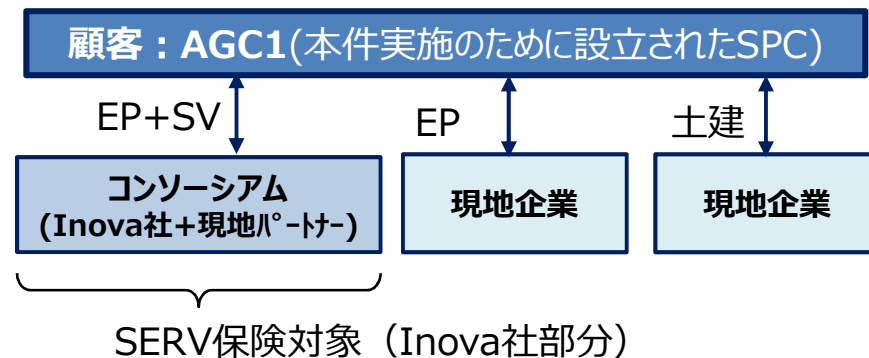 顧客：AGC1(本件実施のために設立されたSPC)
EP+SV
EP
土建
コンソーシアム
(Inova社+現地ﾊﾟｰﾄﾅｰ)
現地企業
現地企業
SERV保険対象（Inova社部分）